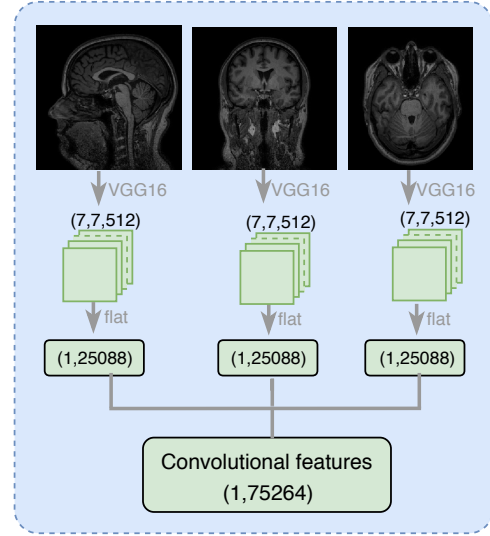 VGG16 VGG16 VGG16
(7,7,512) (7,7,512) (7,7,512)
flat flat flat
(1,25088) (1,25088) (1,25088)
Convolutional features
(1,75264)